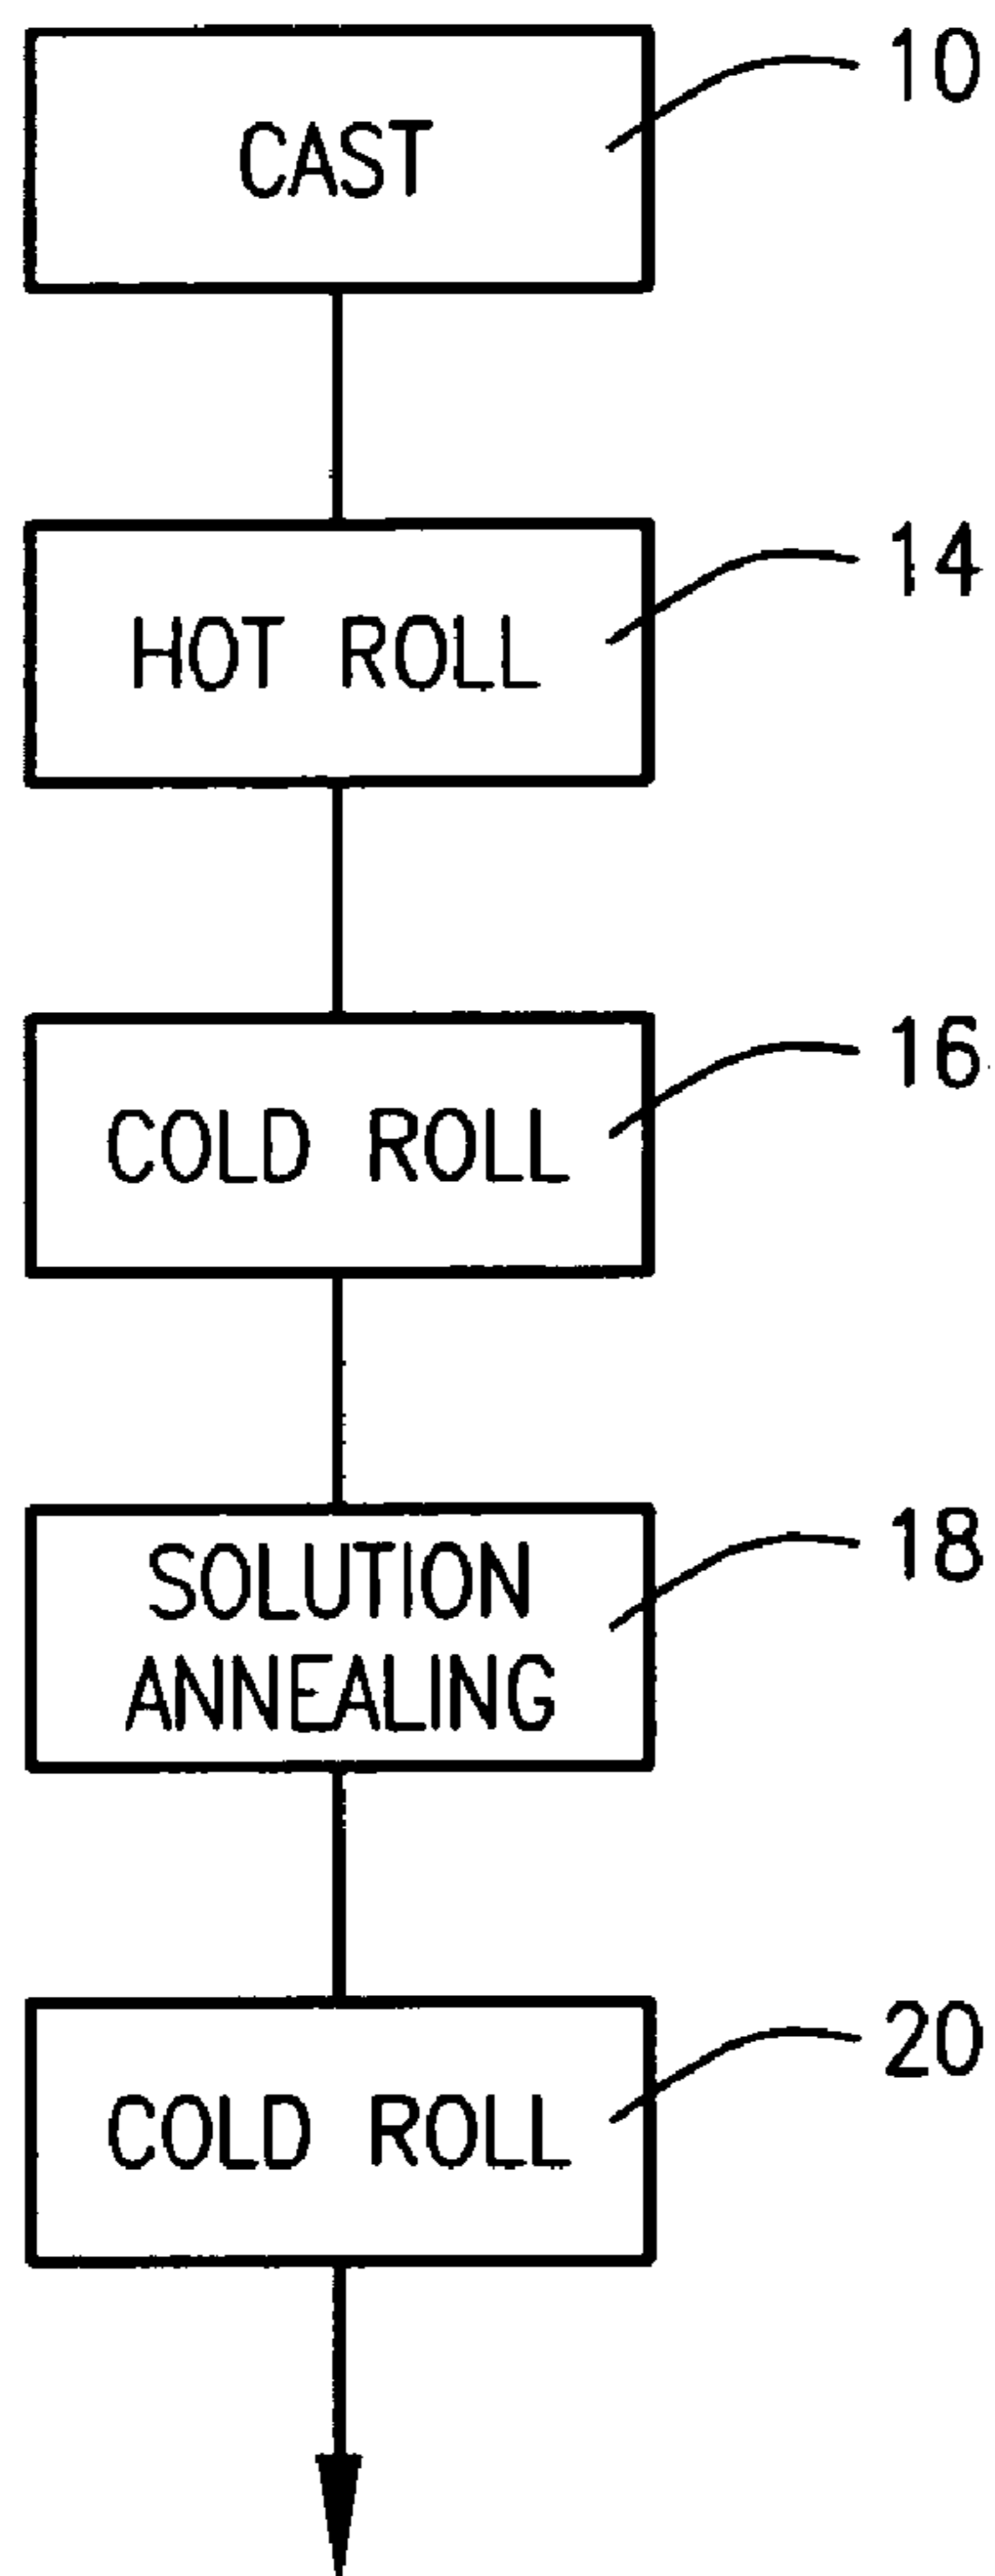 CAST
10
HOT ROLL
14
COLD ROLL
16
SOLUTION
ANNEALING
18
COLD ROLL
20